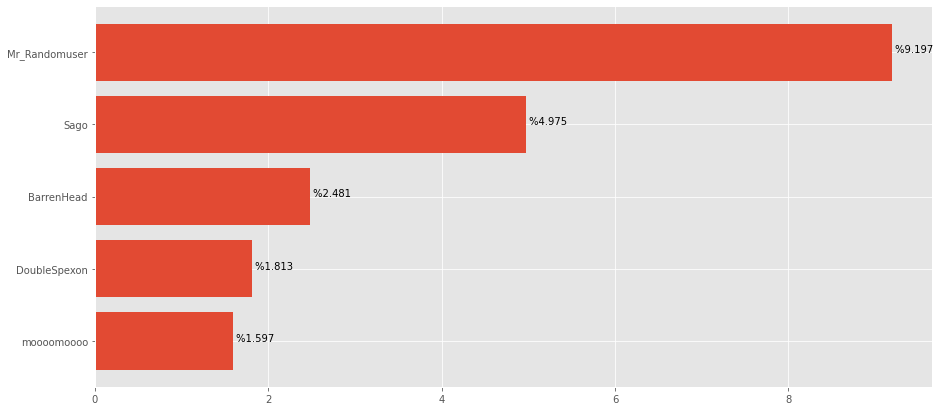 Mr_Randomuser %9.197
Sago %4.975
BarrenHead %2.481
DoubleSpexon %1.813
moooomoooo %1.597
0 2 4 6 8